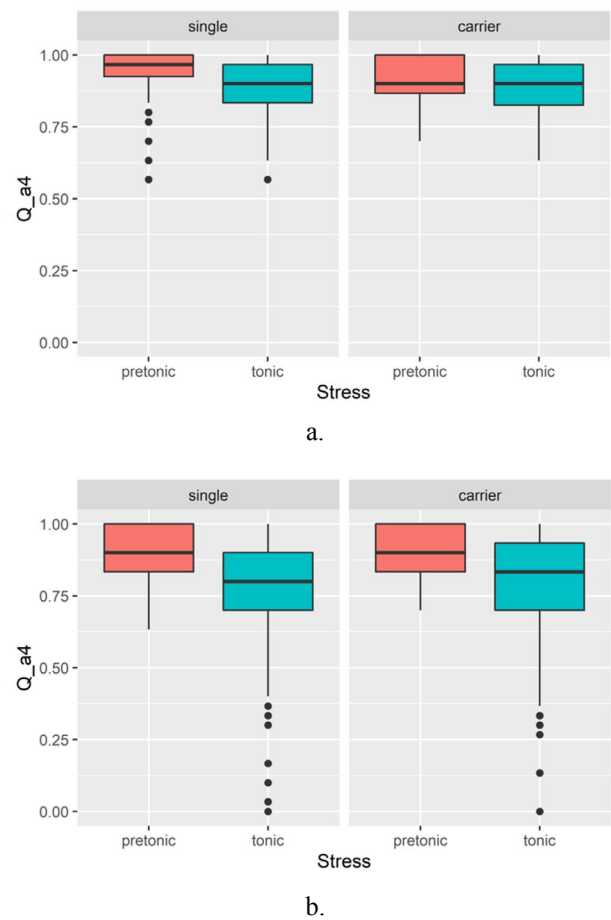 single carrier
1.00
0.75
0.50
0.25
0.00
Q_a4
pretonic tonic pretonic tonic
Stress
a.
single carrier
1.00
0.75
0.50
0.25
0.00
Q_a4
pretonic tonic pretonic tonic
Stress
b.